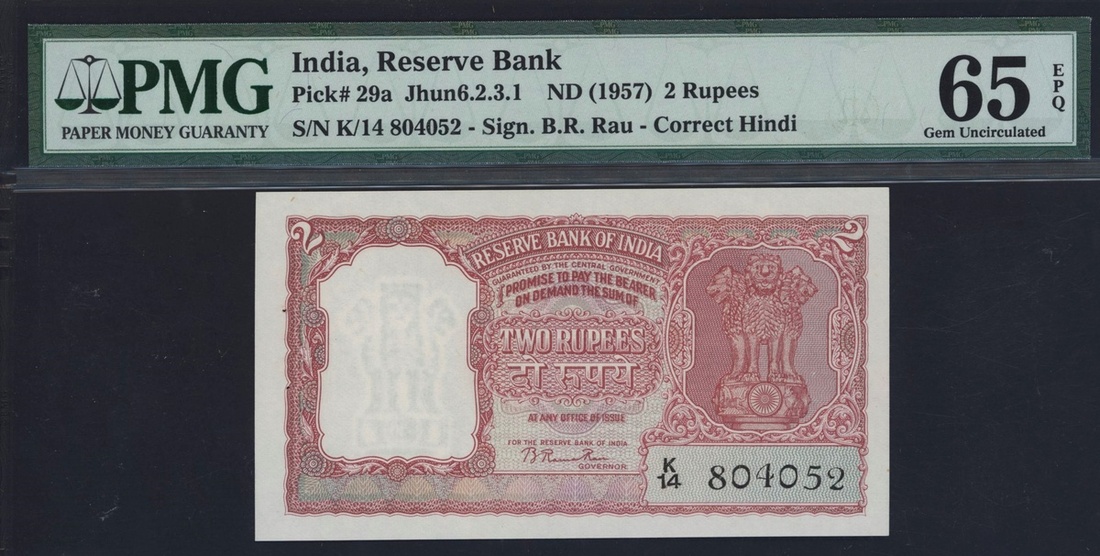 PMG
PAPER MONEY GUARANTY
India, Reserve Bank
Pick# 29a Jhun6.2.3.1 ND (1957) 2 Rupees
S/N K/14 804052 - Sign. B.R. Rau - Correct Hindi
65 EPQ
Gem Uncirculated
2
2
RESERVE BANK OF INDIA
GUARANTEED BY THE CENTRAL GOVERNMENT
I PROMISE TO PAY THE BEARER
ON DEMAND THE SUM OF
TWO RUPEES
दो रुपये
AT ANY OFFICE OF ISSUE
FOR THE RESERVE BANK OF INDIA
B Rama Rau
GOVERNOR
K/14 804052